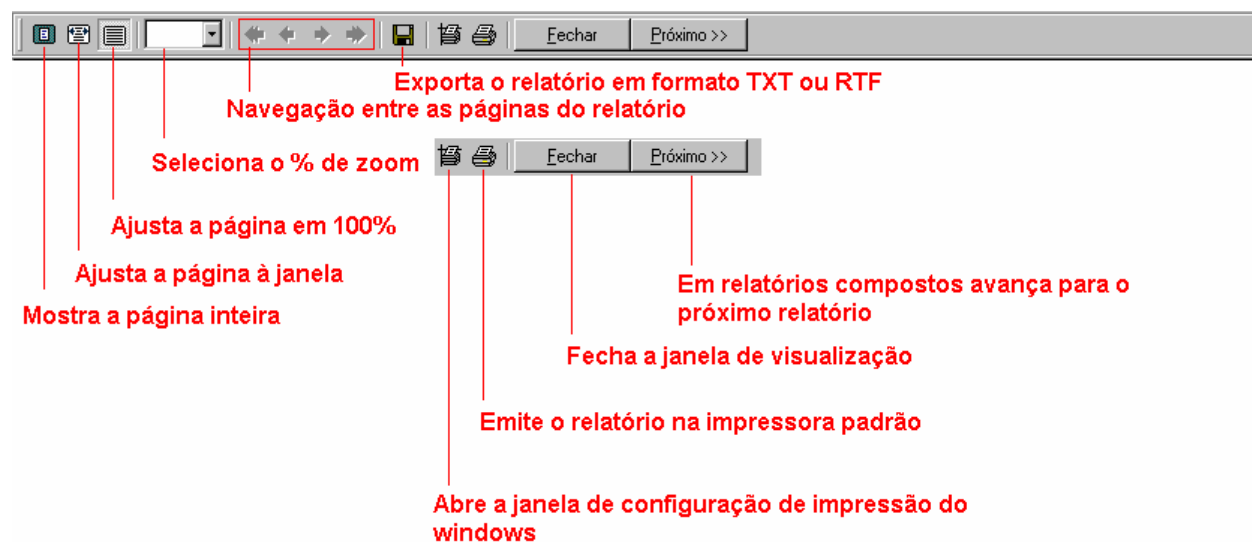 Fechar Próximo >>
Exporta o relatório em formato TXT ou RTF
Navegação entre as páginas do relatório
Seleciona o % de zoom
Fechar Próximo >>
Ajusta a página em 100%
Ajusta a página à janela
Mostra a página inteira
Em relatórios compostos avança para o
próximo relatório
Fecha a janela de visualização
Emite o relatório na impressora padrão
Abre a janela de configuração de impressão do
windows